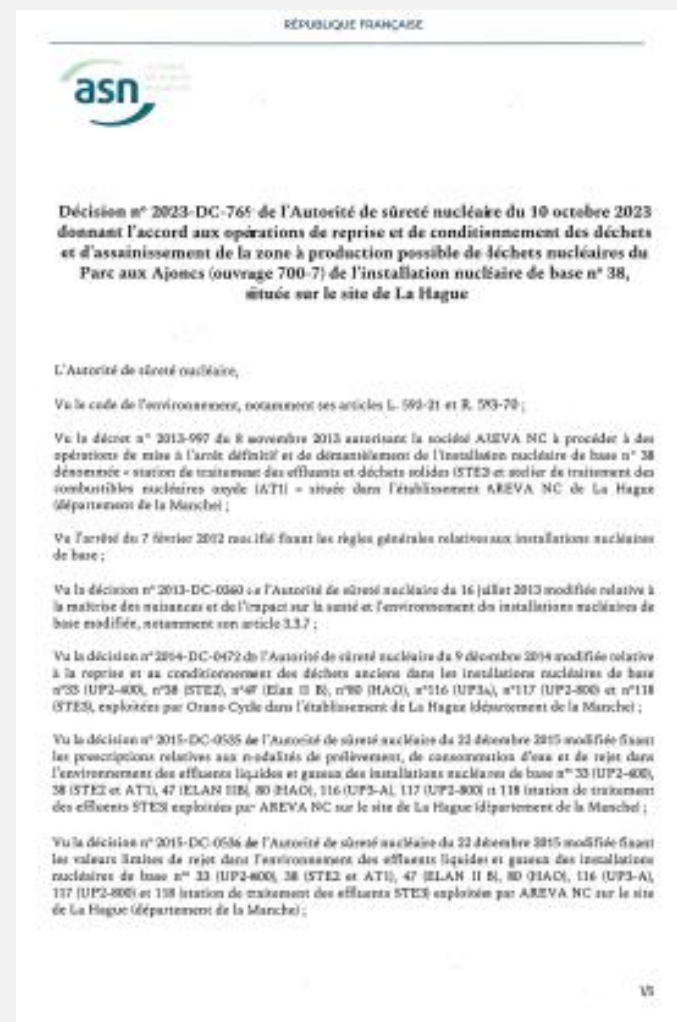 RÉPUBLIQUE FRANÇAISE
asn
Décision n° 2023-DC-76 de l'Autorité de sûreté nucléaire du 10 octobre 2023
donnant l'accord aux opérations de reprise et de conditionnement des déchets
et d'assainissement de la zone à production possible de déchets nucléaires du
Parc aux Ajoncs (ouvrage 700-7) de l'installation nucléaire de base n° 38,
située sur le site de La Hague
L'Autorité de sûreté nucléaire,
Vu le code de l'environnement, notamment ses articles L. 593-21 et R. 593-70 ;
Vu le décret n° 2013-997 du 8 novembre 2013 autorisant la société AREVA NC à procéder à des
opérations de mise à l'arrêt définitif et de démantèlement de l'installation nucléaire de base n° 38
dénommée « station de traitement des effluents et déchets solides (STE2) et atelier de traitement des
combustibles nucléaires oxyde (AT1) » située dans l'établissement AREVA NC de La Hague
(département de la Manche) ;
Vu l'arrêté du 7 février 2012 modifié fixant les règles générales relatives aux installations nucléaires
de base ;
Vu la décision n° 2013-DC-0360 de l'Autorité de sûreté nucléaire du 16 juillet 2013 modifiée relative à
la maîtrise des nuisances et de l'impact sur la santé et l'environnement des installations nucléaires de
base modifiée, notamment son article 3.3.7 ;
Vu la décision n° 2014-DC-0472 de l'Autorité de sûreté nucléaire du 9 décembre 2014 modifiée relative
à la reprise et au conditionnement des déchets anciens dans les installations nucléaires de base
n°33 (UP2-400), n°38 (STE2), n°47 (Elan II B), n°80 (HAO), n°116 (UP3a), n°117 (UP2-800) et n°118
(STE3), exploitées par Orano Cycle dans l'établissement de La Hague (département de la Manche) ;
Vu la décision n° 2015-DC-0535 de l'Autorité de sûreté nucléaire du 22 décembre 2015 modifiée fixant
les prescriptions relatives aux modalités de prélèvement, de consommation d'eau et de rejet dans
l'environnement des effluents liquides et gazeux des installations nucléaires de base n°° 33 (UP2-400),
38 (STE2 et AT1), 47 (ELAN IIB), 80 (HAO), 116 (UP3-A), 117 (UP2-800) et 118 (station de traitement
des effluents STE3) exploitées par AREVA NC sur le site de La Hague (département de la Manche) ;
Vu la décision n° 2015-DC-0536 de l'Autorité de sûreté nucléaire du 22 décembre 2015 modifiée fixant
les valeurs limites de rejet dans l'environnement des effluents liquides et gazeux des installations
nucléaires de base n°° 33 (UP2-400), 38 (STE2 et AT1), 47 (ELAN II B), 80 (HAO), 116 (UP3-A),
117 (UP2-800) et 118 (station de traitement des effluents STE3) exploitées par AREVA NC sur le site
de La Hague (département de la Manche) ;
1/5